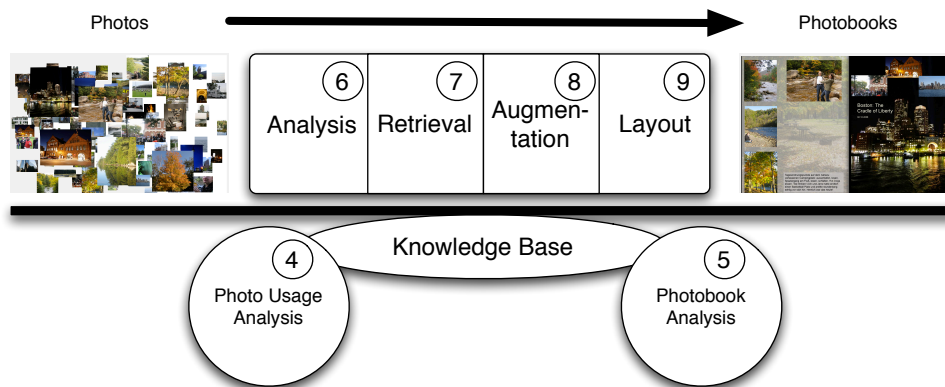 Photos
Photobooks
6
Analysis
7
Retrieval
8
Augmen-
tation
9
Layout
Boston: The
Cradle of Liberty
Knowledge Base
4
Photo Usage
Analysis
5
Photobook
Analysis